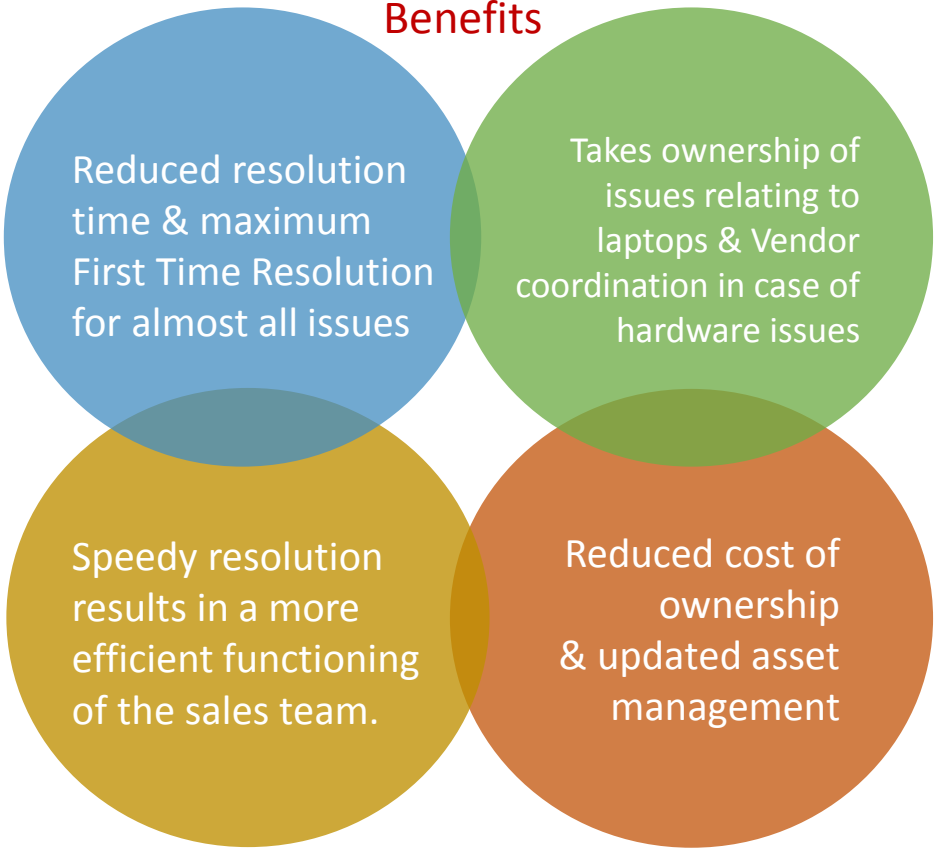 Benefits
Reduced resolution
time & maximum
First Time Resolution
for almost all issues
Takes ownership of
issues relating to
laptops & Vendor
coordination in case of
hardware issues
Speedy resolution
results in a more
efficient functioning
of the sales team.
Reduced cost of
ownership
& updated asset
management